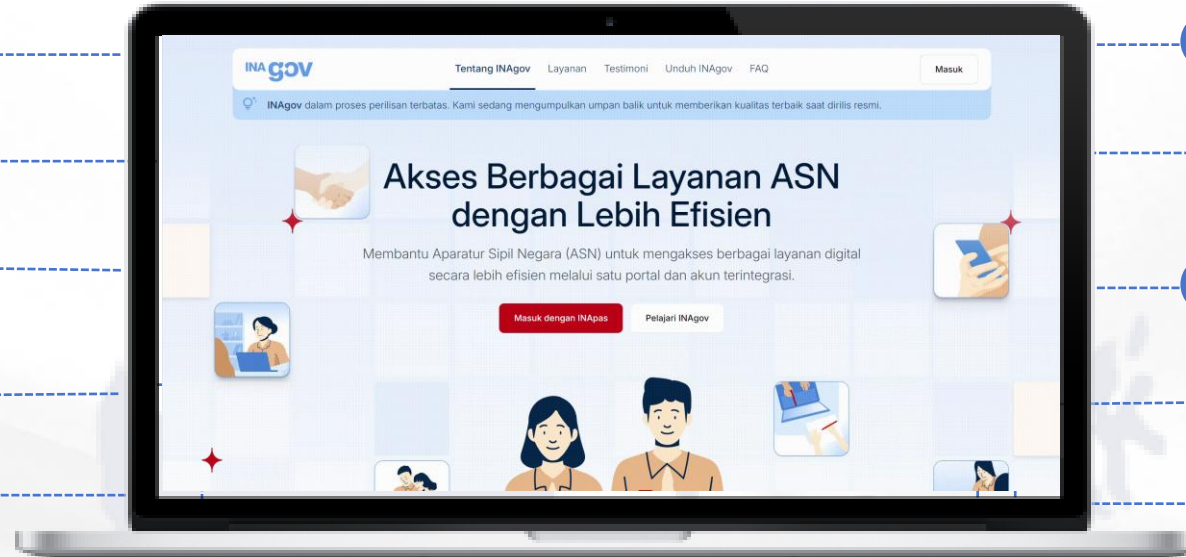 INAgov
Tentang INAgov Layanan Testimoni Unduh INAgov FAQ Masuk
INAgov dalam proses perilisan terbatas. Kami sedang mengumpulkan umpan balik untuk memberikan kualitas terbaik saat dirilis resmi.
Akses Berbagai Layanan ASN
dengan Lebih Efisien
Membantu Aparatur Sipil Negara (ASN) untuk mengakses berbagai layanan digital
secara lebih efisien melalui satu portal dan akun terintegrasi.
Masuk dengan INApas Pelajari INAgov